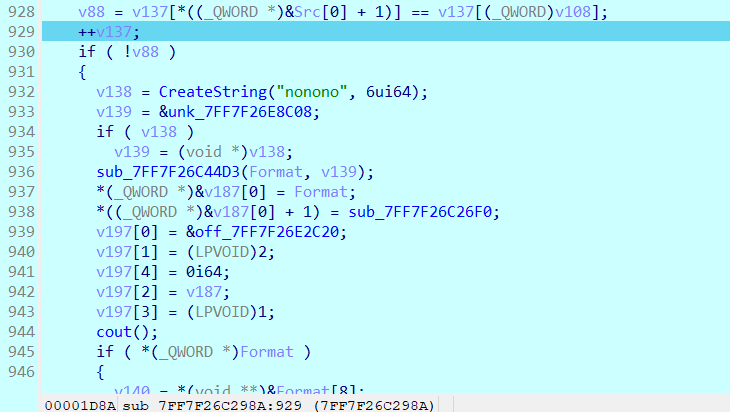 928 v88 = v137[*((_QWORD *)&Src[0] + 1)] == v137[(_QWORD)v108];
929 ++v137;
930 if ( !v88 )
931 {
932 v138 = CreateString("nonono", 6ui64);
933 v139 = &unk_7FF7F26E8C08;
934 if ( v138 )
935 v139 = (void *)v138;
936 sub_7FF7F26C44D3(Format, v139);
937 *(_QWORD *)&v187[0] = Format;
938 *((_QWORD *)&v187[0] + 1) = sub_7FF7F26C26F0;
939 v197[0] = &off_7FF7F26E2C20;
940 v197[1] = (LPVOID)2;
941 v197[4] = 0i64;
942 v197[2] = v187;
943 v197[3] = (LPVOID)1;
944 cout();
945 if ( *(_QWORD *)Format )
946 {
v140 = *(void **)&Format[8];
00001D8A sub_7FF7F26C298A:929 (7FF7F26C298A)